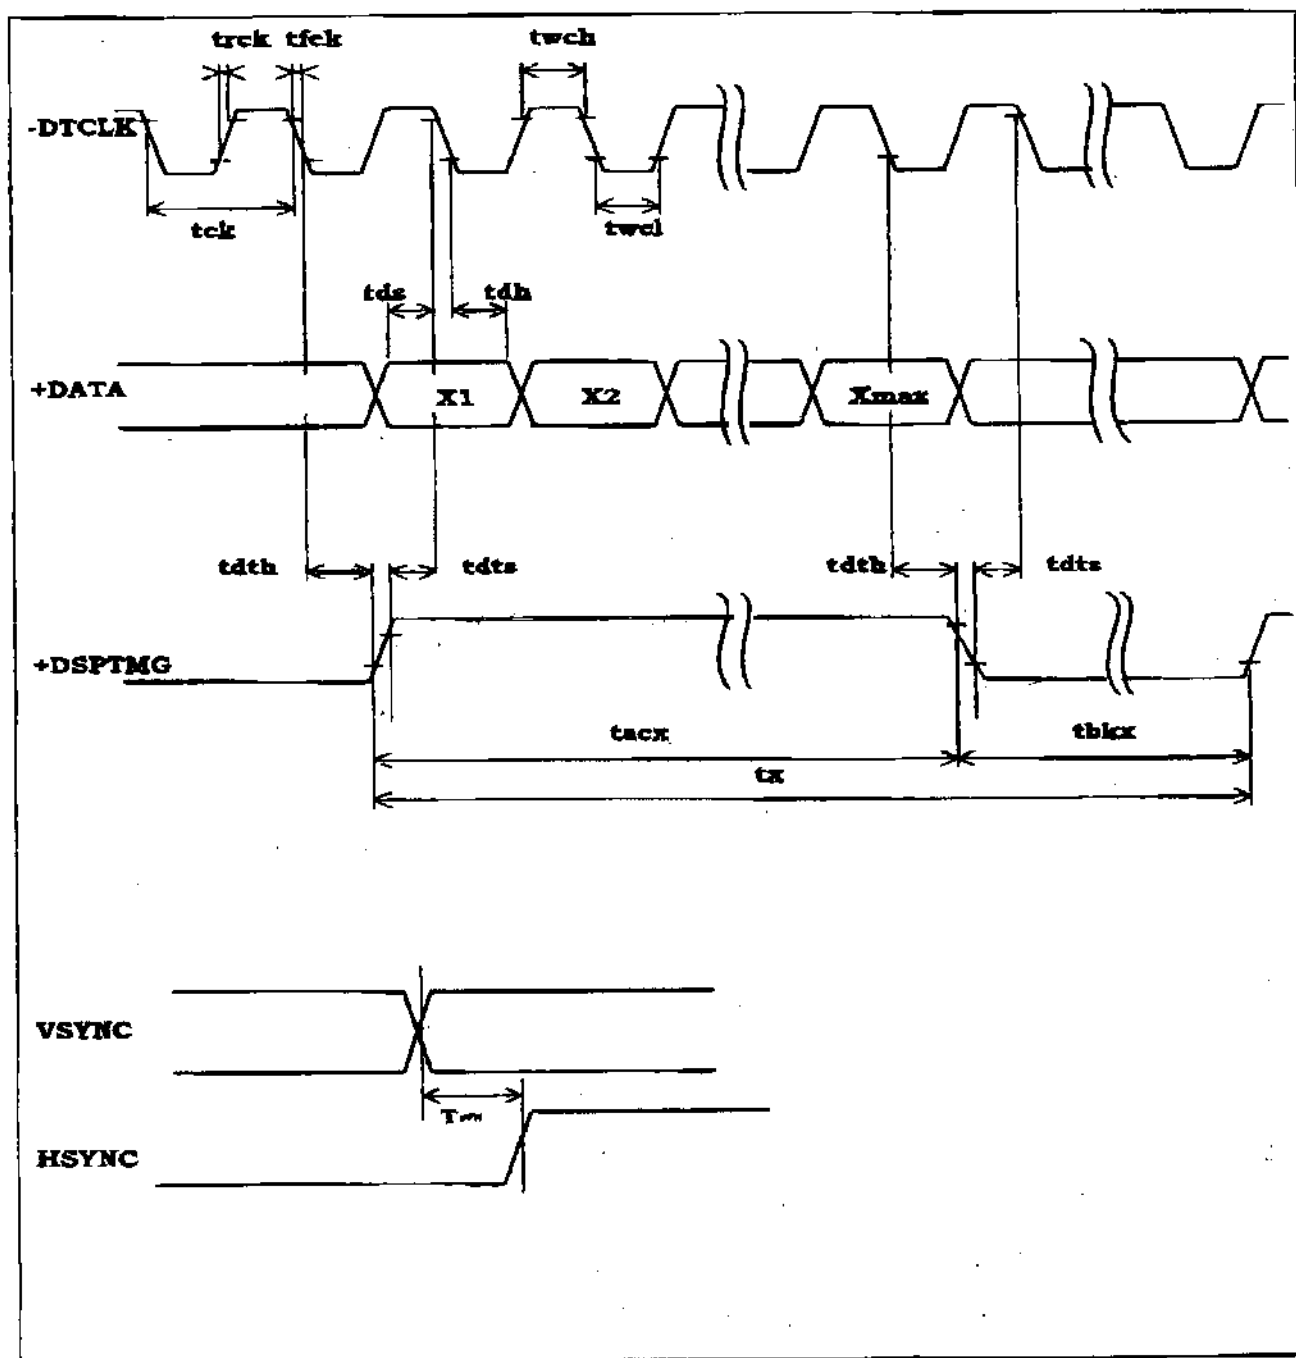 trck tfck twch
-DTCLK
tck twcl
tds tdh
+DATA X1 X2 Xmax
tdth tdts tdth tdts
+DSPTMG
tacx tbkx
tx
VSYNC
HSYNC